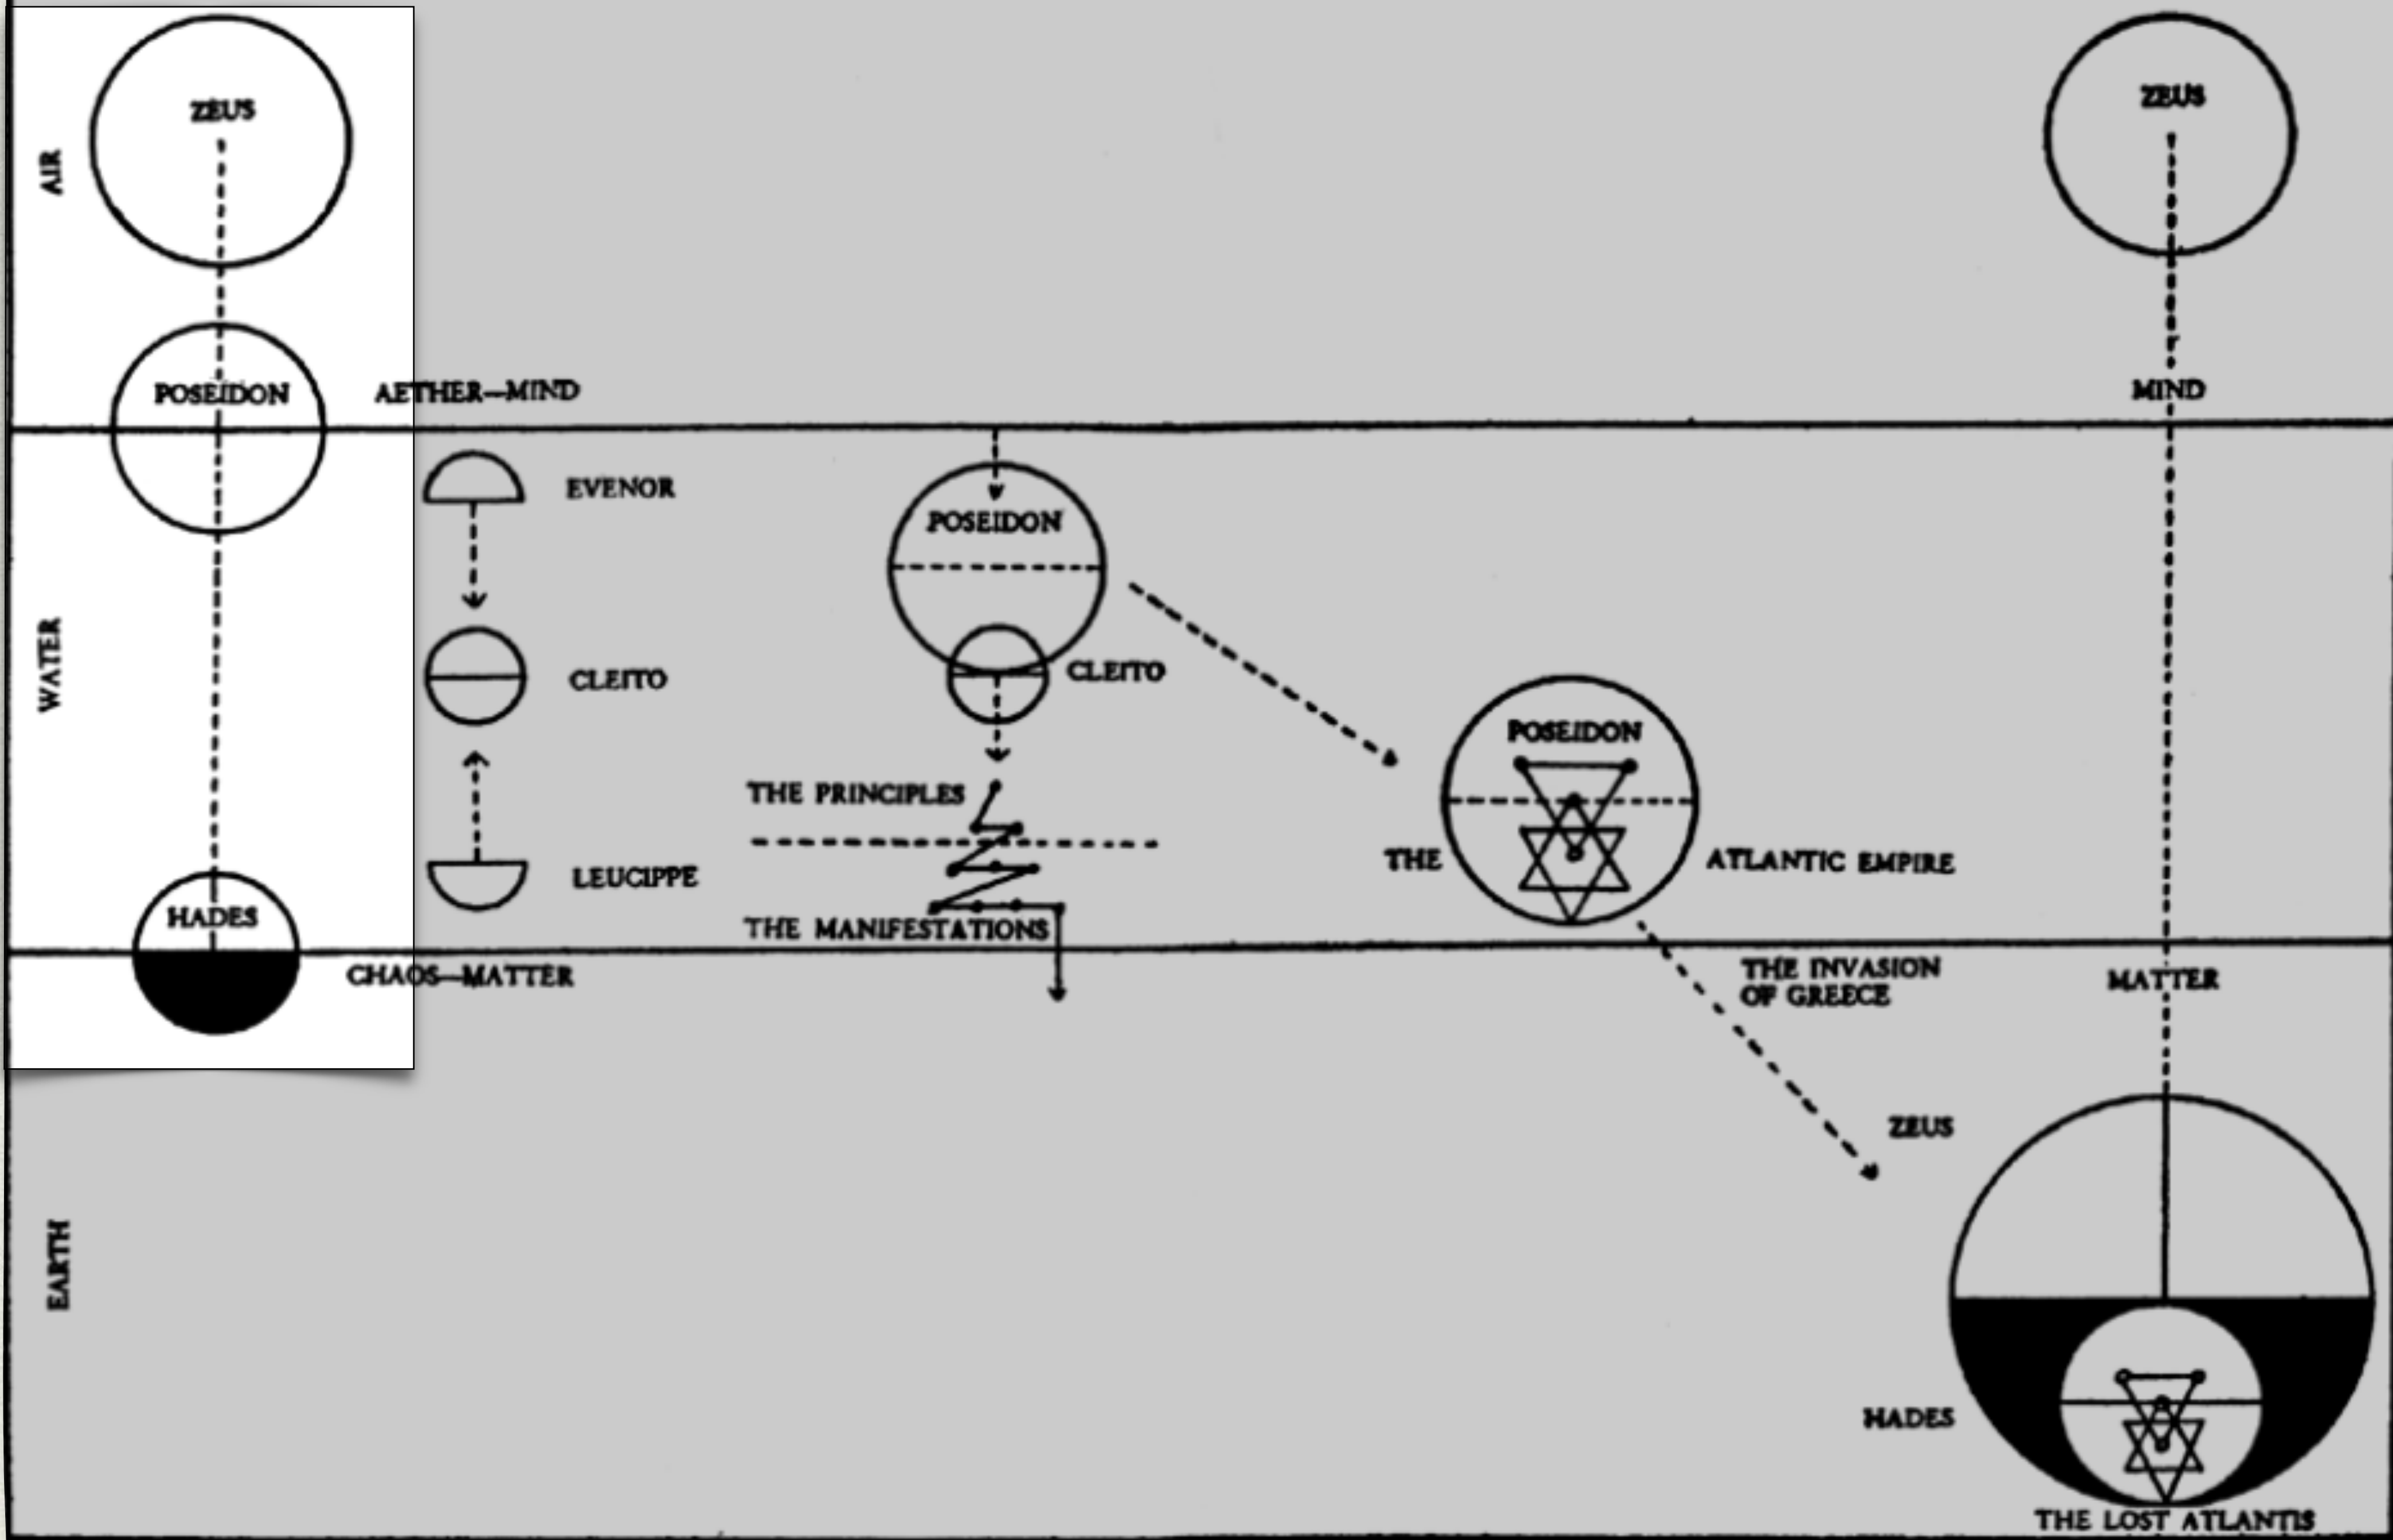 ZEUS
ZEUS
AIR
POSEIDON
AETHER—MIND
MIND
EVENOR
POSEIDON
WATER
CLEITO
CLEITO
POSEIDON
THE PRINCIPLES
THE
ATLANTIC EMPIRE
LEUCIPPE
HADES
THE MANIFESTATIONS
CHAOS—MATTER
THE INVASION
OF GREECE
MATTER
ZEUS
EARTH
HADES
THE LOST ATLANTIS